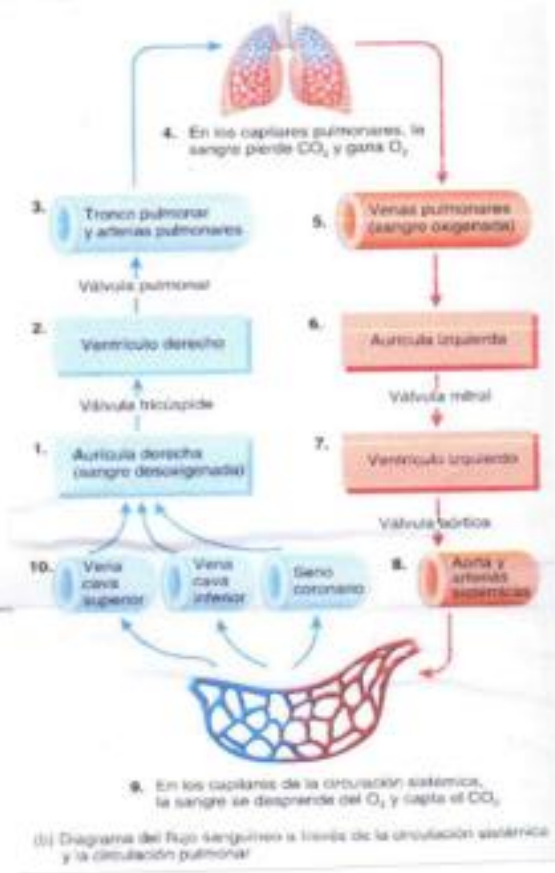 4. En los capilares pulmonares, la
sangre pierde CO₂ y gana O₂
3. Tronco pulmonar
y arterias pulmonares
5. Venas pulmonares
(sangre oxigenada)
Válvula pulmonar
2. Ventrículo derecho
6. Aurícula izquierda
Válvula tricúspide
Válvula mitral
1. Aurícula derecha
(sangre desoxigenada)
7. Ventrículo izquierdo
Válvula aórtica
10. Vena
cava
superior
Vena
cava
inferior
Seno
coronario
8. Aorta y
arterias
sistémicas
9. En los capilares de la circulación sistémica,
la sangre se desprende del O₂ y capta el CO₂
(b) Diagrama del flujo sanguíneo a través de la circulación sistémica
y la circulación pulmonar